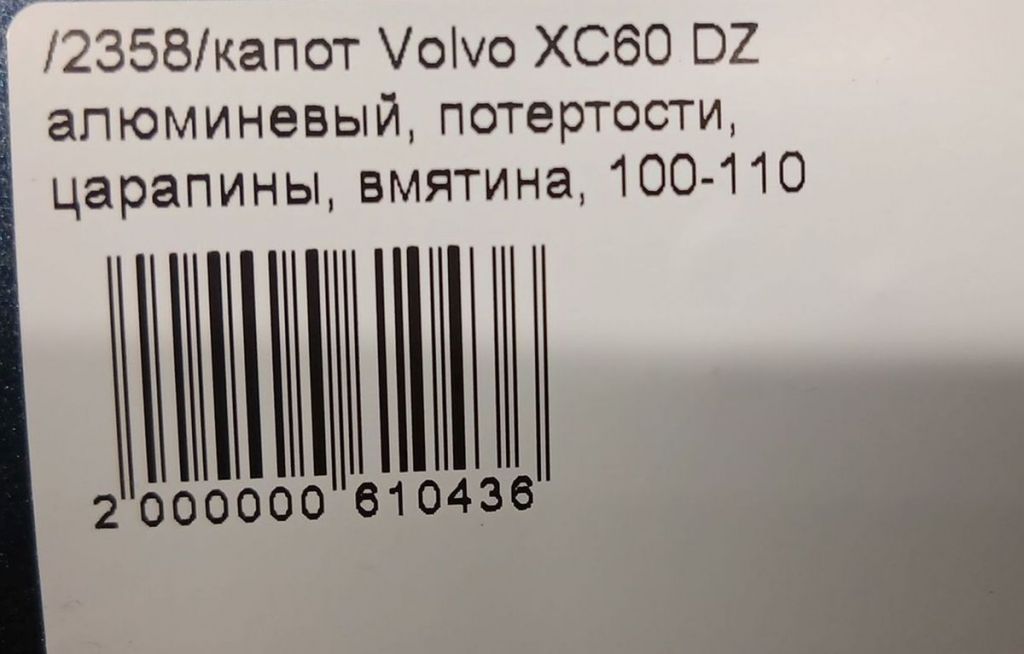 /2358/капот Volvo XC60 DZ
алюминевый, потертости,
царапины, вмятина, 100-110
2 000000 610436